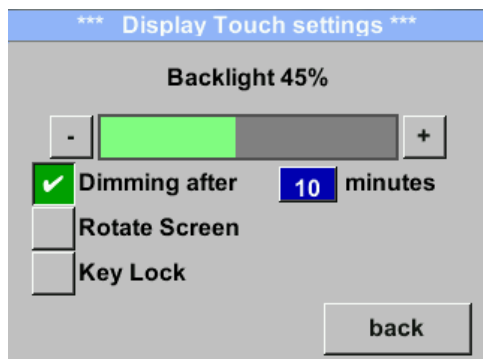 *** Display Touch settings ***
Backlight 45%
- +
Dimming after 10 minutes
Rotate Screen
Key Lock
back